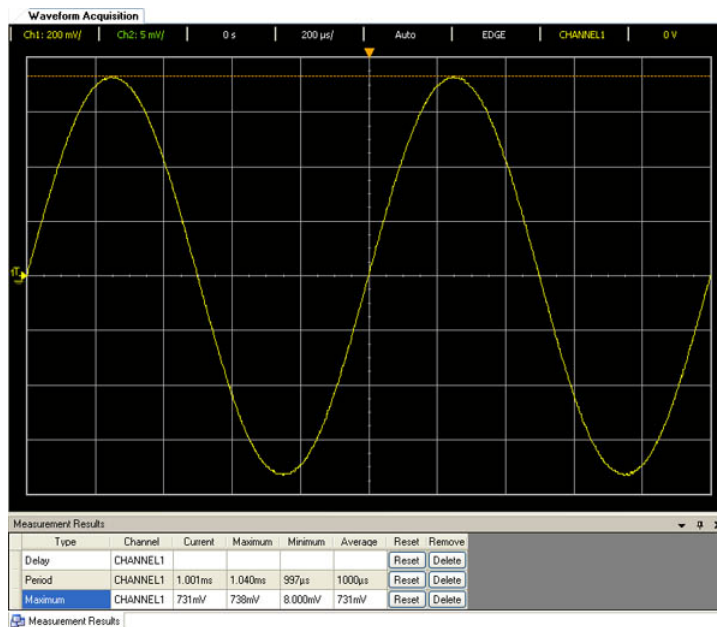 Waveform Acquisition
Ch1: 200 mV/ Ch2: 5 mV/ 0 s 200 µs/ Auto EDGE CHANNEL1 0 V
T
Measurement Results
Type Channel Current Maximum Minimum Average Reset Remove
Delay CHANNEL1 Reset Delete
Period CHANNEL1 1.001ms 1.040ms 997µs 1000µs Reset Delete
Maximum CHANNEL1 731mV 738mV 8.000mV 731mV Reset Delete
Measurement Results